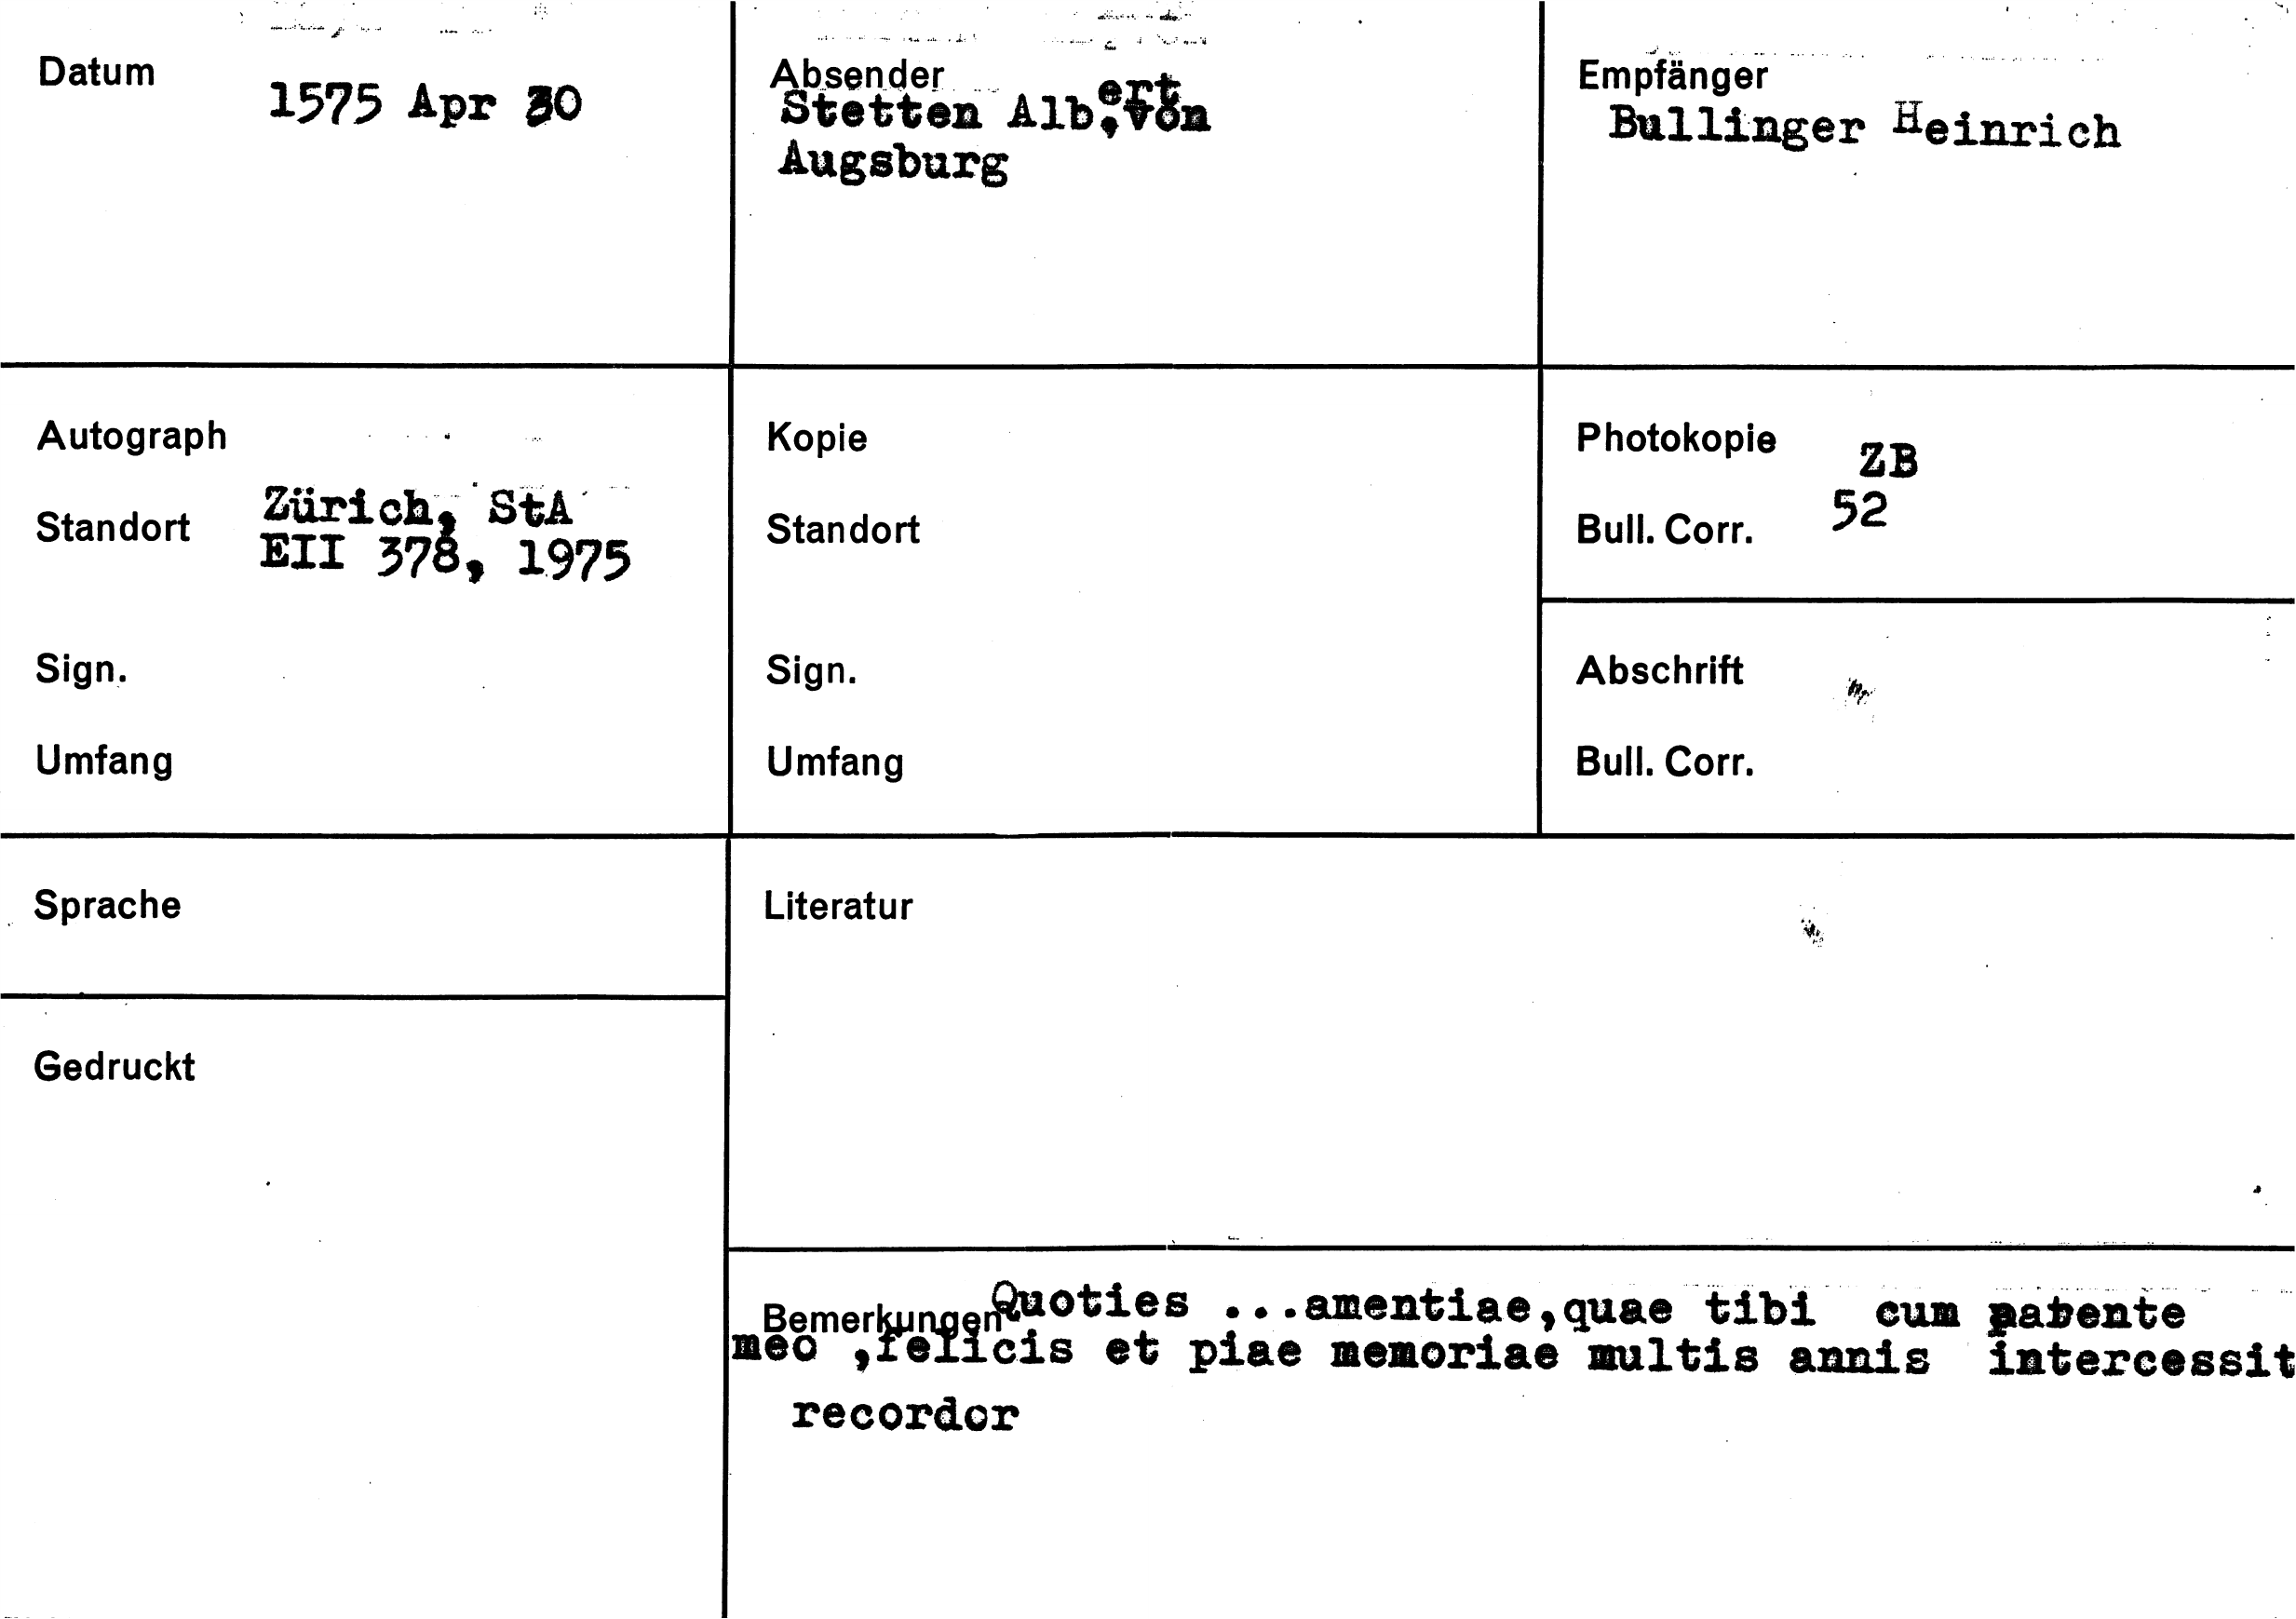 Datum
1575 Apr 30
Absender
Stetten Albert von
Augsburg
Empfänger
Bullinger Heinrich
Autograph
Standort
Zürich, StA
EII 378, 1975
Sign.
Umfang
Kopie
Standort
Sign.
Umfang
Photokopie ZB
Bull. Corr. 52
Abschrift
Bull. Corr.
Sprache
Gedruckt
Literatur
Bemerkungen Quoties ...amentiae,quae tibi cum parente
meo ,felicis et piae memoriae multis annis intercessit
recordor